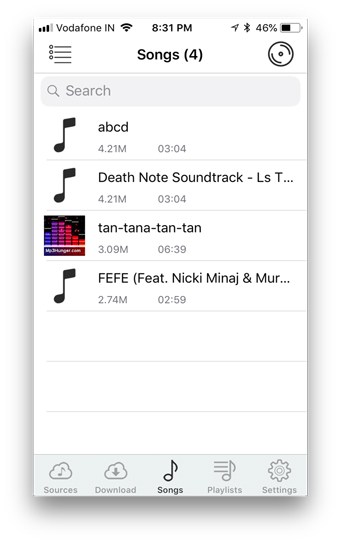 Vodafone IN 8:31 PM 46%
Songs (4)
Search
abcd
4.21M 03:04
Death Note Soundtrack - Ls T...
4.21M 03:04
tan-tana-tan-tan
3.09M 06:39
Mp3Hunger.com
FEFE (Feat. Nicki Minaj & Mur...
2.74M 02:59
Sources Download Songs Playlists Settings